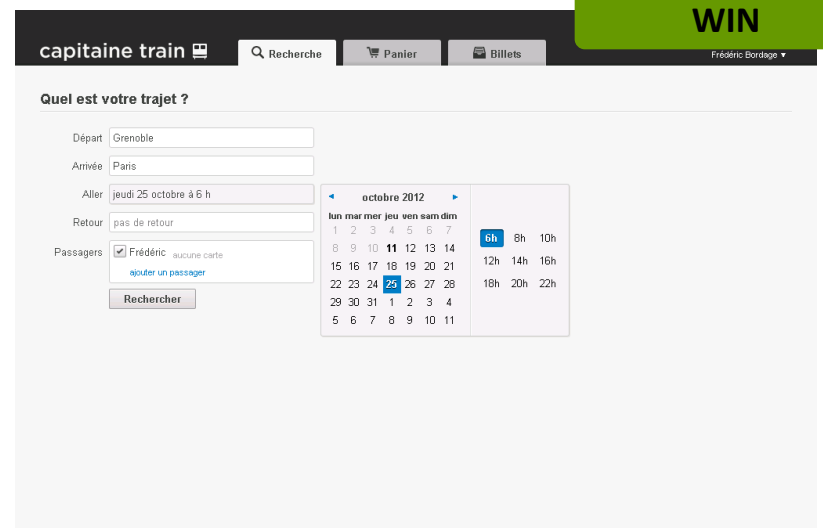 WIN
capitaine train
Recherche Panier Billets
Frédéric Bordage ▼
Quel est votre trajet ?
Départ Grenoble
Arrivée Paris
Aller jeudi 25 octobre à 6 h
Retour pas de retour
Passagers Frédéric aucune carte
ajouter un passager
Rechercher
◄ octobre 2012 ►
lun mar mer jeu ven sam dim
1 2 3 4 5 6 7
8 9 10 11 12 13 14
15 16 17 18 19 20 21
22 23 24 25 26 27 28
29 30 31 1 2 3 4
5 6 7 8 9 10 11
6h 8h 10h
12h 14h 16h
18h 20h 22h